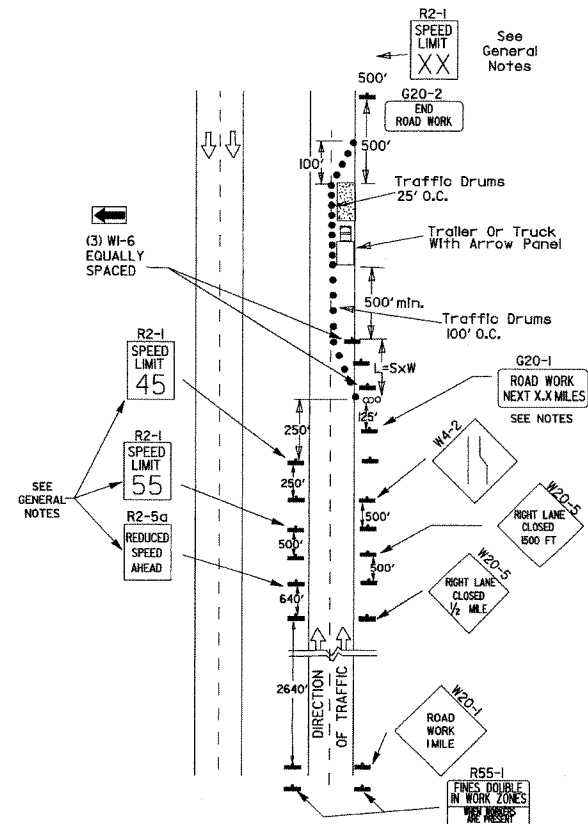 R2-1
SPEED
LIMIT
XX
See
General
Notes
500'
G20-2
END
ROAD WORK
500'
100'
Traffic Drums
25' O.C.
Trailer Or Truck
With Arrow Panel
(3) W1-6
EQUALLY
SPACED
500' min.
Traffic Drums
100' O.C.
R2-1
SPEED
LIMIT
45
L=SxW
G20-1
ROAD WORK
NEXT X.X MILES
SEE NOTES
125'
250'
W4-2
R2-1
SPEED
LIMIT
55
250'
500'
W20-5
RIGHT LANE
CLOSED
1500 FT
SEE
GENERAL
NOTES
R2-5a
REDUCED
SPEED
AHEAD
500'
500'
W20-5
RIGHT LANE
CLOSED
1/2 MILE
640'
2640'
DIRECTION
OF TRAFFIC
W20-1
ROAD
WORK
1 MILE
R55-1
FINES DOUBLE
IN WORK ZONES
WHEN WORKERS
ARE PRESENT